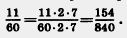 11/60 = 11·2·7/60·2·7 = 154/840.